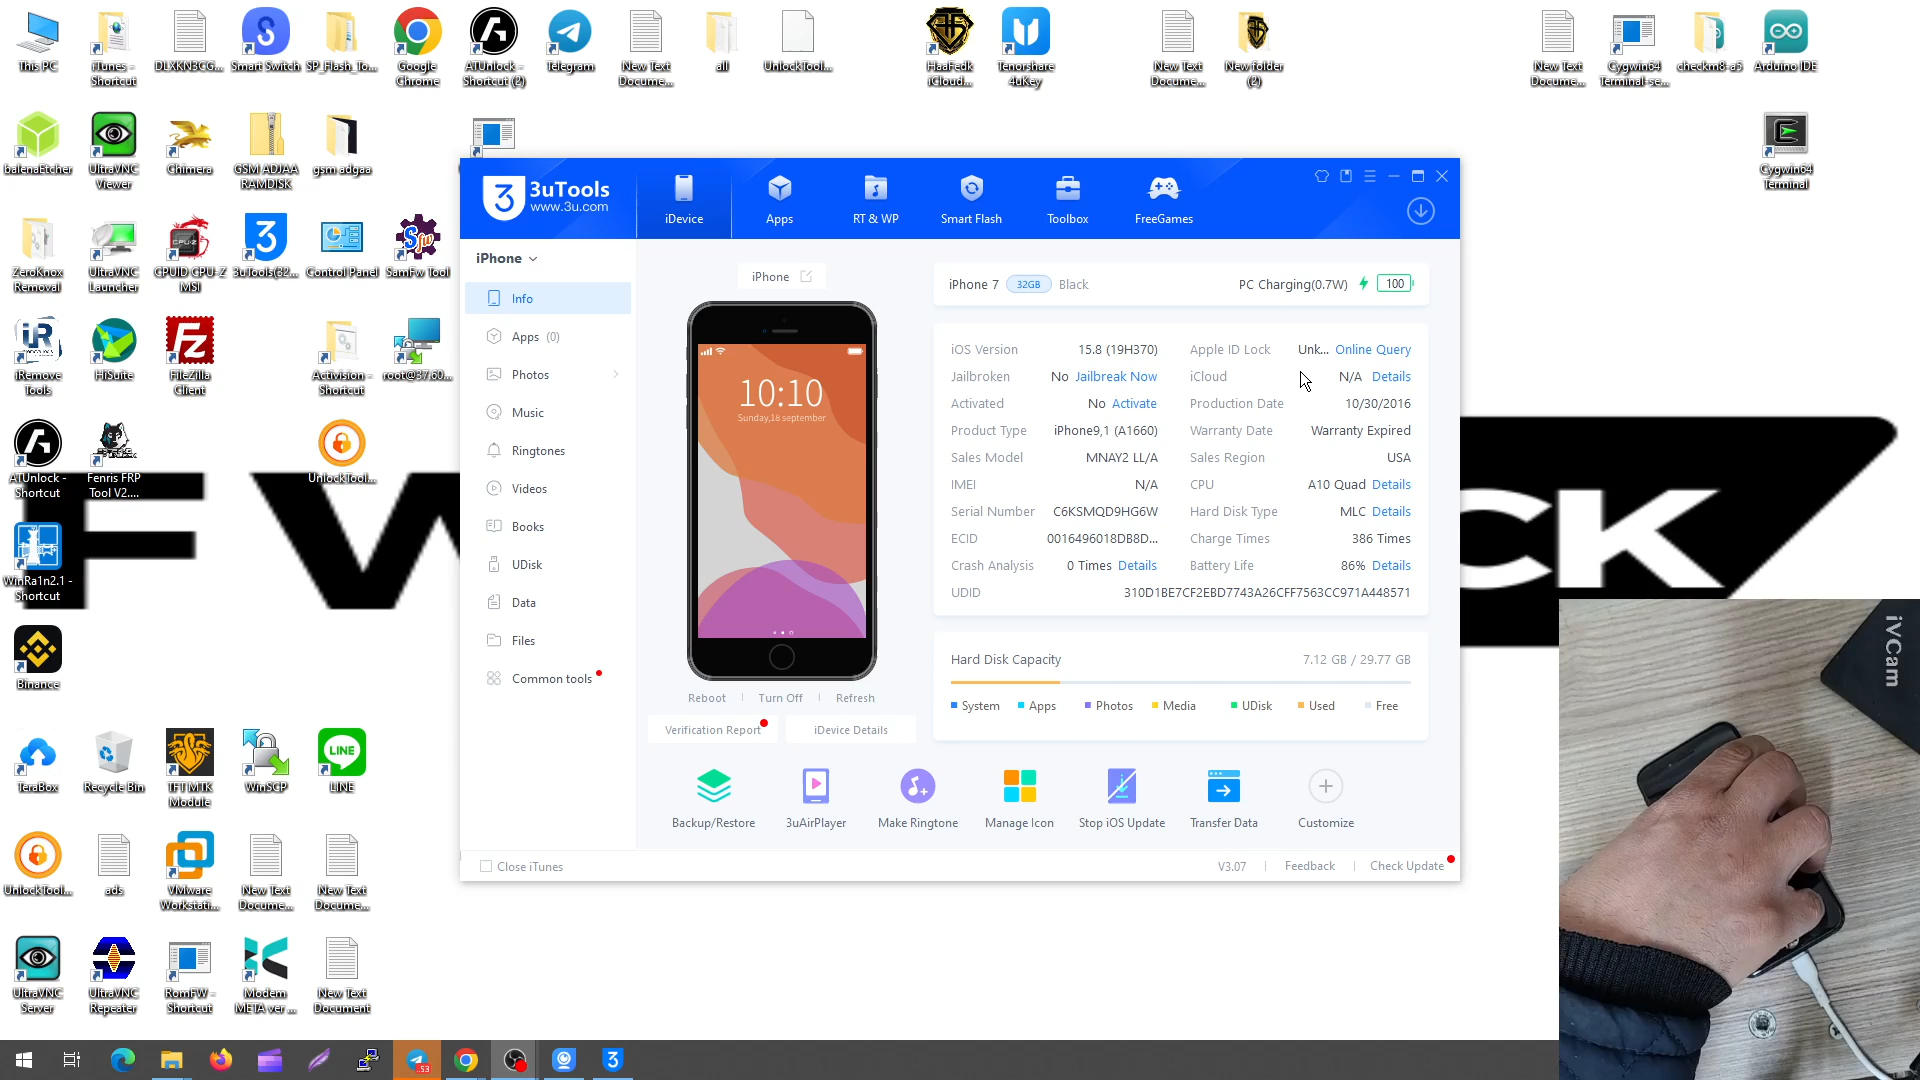 This PC
iTunes - Shortcut
DLXKN3CG...
Smart Switch
SP_Flash_To...
Google Chrome
ATUnlock - Shortcut (2)
Telegram
New Text Docume...
all
UnlockTool...
HaaFedk iCloud...
Tenorshare 4uKey
New Text Docume...
New folder (2)
New Text Docume...
Cygwin64 Terminal-se...
checkm8-a5
Arduino IDE
balenaEtcher
UltraVNC Viewer
Chimera
GSM ADJAA RAMDISK
gsm adgaa
Cygwin64 Terminal
ZeroKnox Removal
UltraVNC Launcher
CPUID CPU-Z MSI
3uTools(32...
Control Panel
SamFw Tool
iRemove Tools
HiSuite
FileZilla Client
Activision - Shortcut
root@37.60...
ATUnlock - Shortcut
Fenris FRP Tool V2....
UnlockTool...
WinRa1n2.1 - Shortcut
Binance
TeraBox
Recycle Bin
TFT MTK Module
WinSCP
LINE
UnlockTool...
ads
VMware Workstati...
New Text Docume...
New Text Docume...
UltraVNC Server
UltraVNC Repeater
RomFW - Shortcut
Modem META ver ...
New Text Document
3uTools
www.3u.com
iDevice
Apps
RT & WP
Smart Flash
Toolbox
FreeGames
iPhone
Info
Apps (0)
Photos
Music
Ringtones
Videos
Books
UDisk
Data
Files
Common tools
iPhone
10:10
Sunday,18 september
Reboot
Turn Off
Refresh
Verification Report
iDevice Details
iPhone 7 32GB Black PC Charging(0.7W) 100
iOS Version 15.8 (19H370) Apple ID Lock Unk... Online Query
Jailbroken No Jailbreak Now iCloud N/A Details
Activated No Activate Production Date 10/30/2016
Product Type iPhone9,1 (A1660) Warranty Date Warranty Expired
Sales Model MNAY2 LL/A Sales Region USA
IMEI N/A CPU A10 Quad Details
Serial Number C6KSMQD9HG6W Hard Disk Type MLC Details
ECID 0016496018DB8D... Charge Times 386 Times
Crash Analysis 0 Times Details Battery Life 86% Details
UDID 310D1BE7CF2EBD7743A26CFF7563CC971A448571
Hard Disk Capacity 7.12 GB / 29.77 GB
System Apps Photos Media UDisk Used Free
Backup/Restore
3uAirPlayer
Make Ringtone
Manage Icon
Stop iOS Update
Transfer Data
Customize
Close iTunes
V3.07
Feedback
Check Update
iVCam